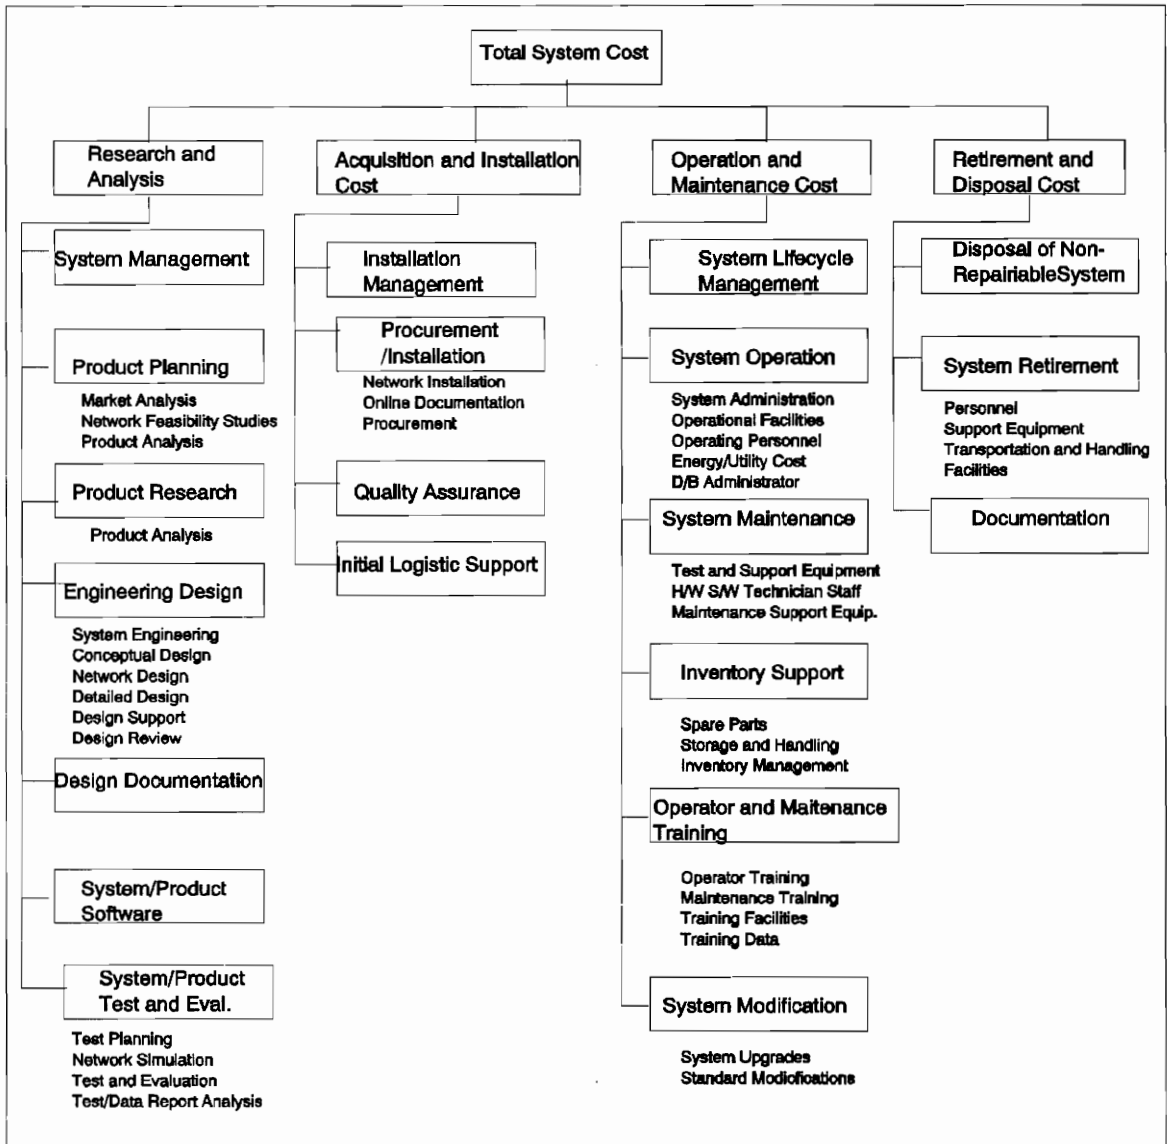 Total System Cost
Research and
Analysis
System Management
Product Planning
Market Analysis
Network Feasibility Studies
Product Analysis
Product Research
Product Analysis
Engineering Design
System Engineering
Conceptual Design
Network Design
Detailed Design
Design Support
Design Review
Design Documentation
System/Product
Software
System/Product
Test and Eval.
Test Planning
Network Simulation
Test and Evaluation
Test/Data Report Analysis
Acquisition and Installation
Cost
Installation
Management
Procurement
/Installation
Network Installation
Online Documentation
Procurement
Quality Assurance
Initial Logistic Support
Operation and
Maintenance Cost
System Lifecycle
Management
System Operation
System Administration
Operational Facilities
Operating Personnel
Energy/Utility Cost
D/B Administrator
System Maintenance
Test and Support Equipment
H/W S/W Technician Staff
Maintenance Support Equip.
Inventory Support
Spare Parts
Storage and Handling
Inventory Management
Operator and Maitenance
Training
Operator Training
Maintenance Training
Training Facilities
Training Data
System Modification
System Upgrades
Standard Modiofications
Retirement and
Disposal Cost
Disposal of Non-
RepairiableSystem
System Retirement
Personnel
Support Equipment
Transportation and Handling
Facilities
Documentation